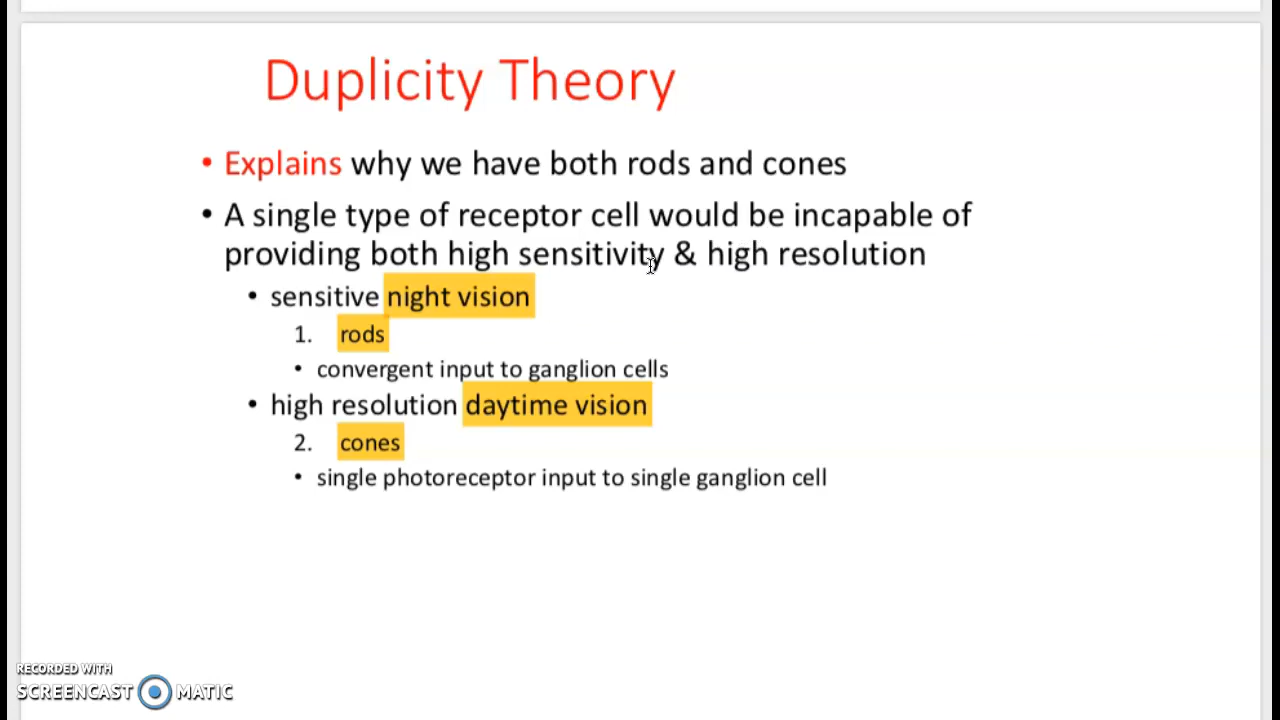 Duplicity Theory
• Explains why we have both rods and cones
• A single type of receptor cell would be incapable of
providing both high sensitivity & high resolution
• sensitive night vision
1. rods
• convergent input to ganglion cells
• high resolution daytime vision
2. cones
• single photoreceptor input to single ganglion cell
RECORDED WITH
SCREENCAST MATIC